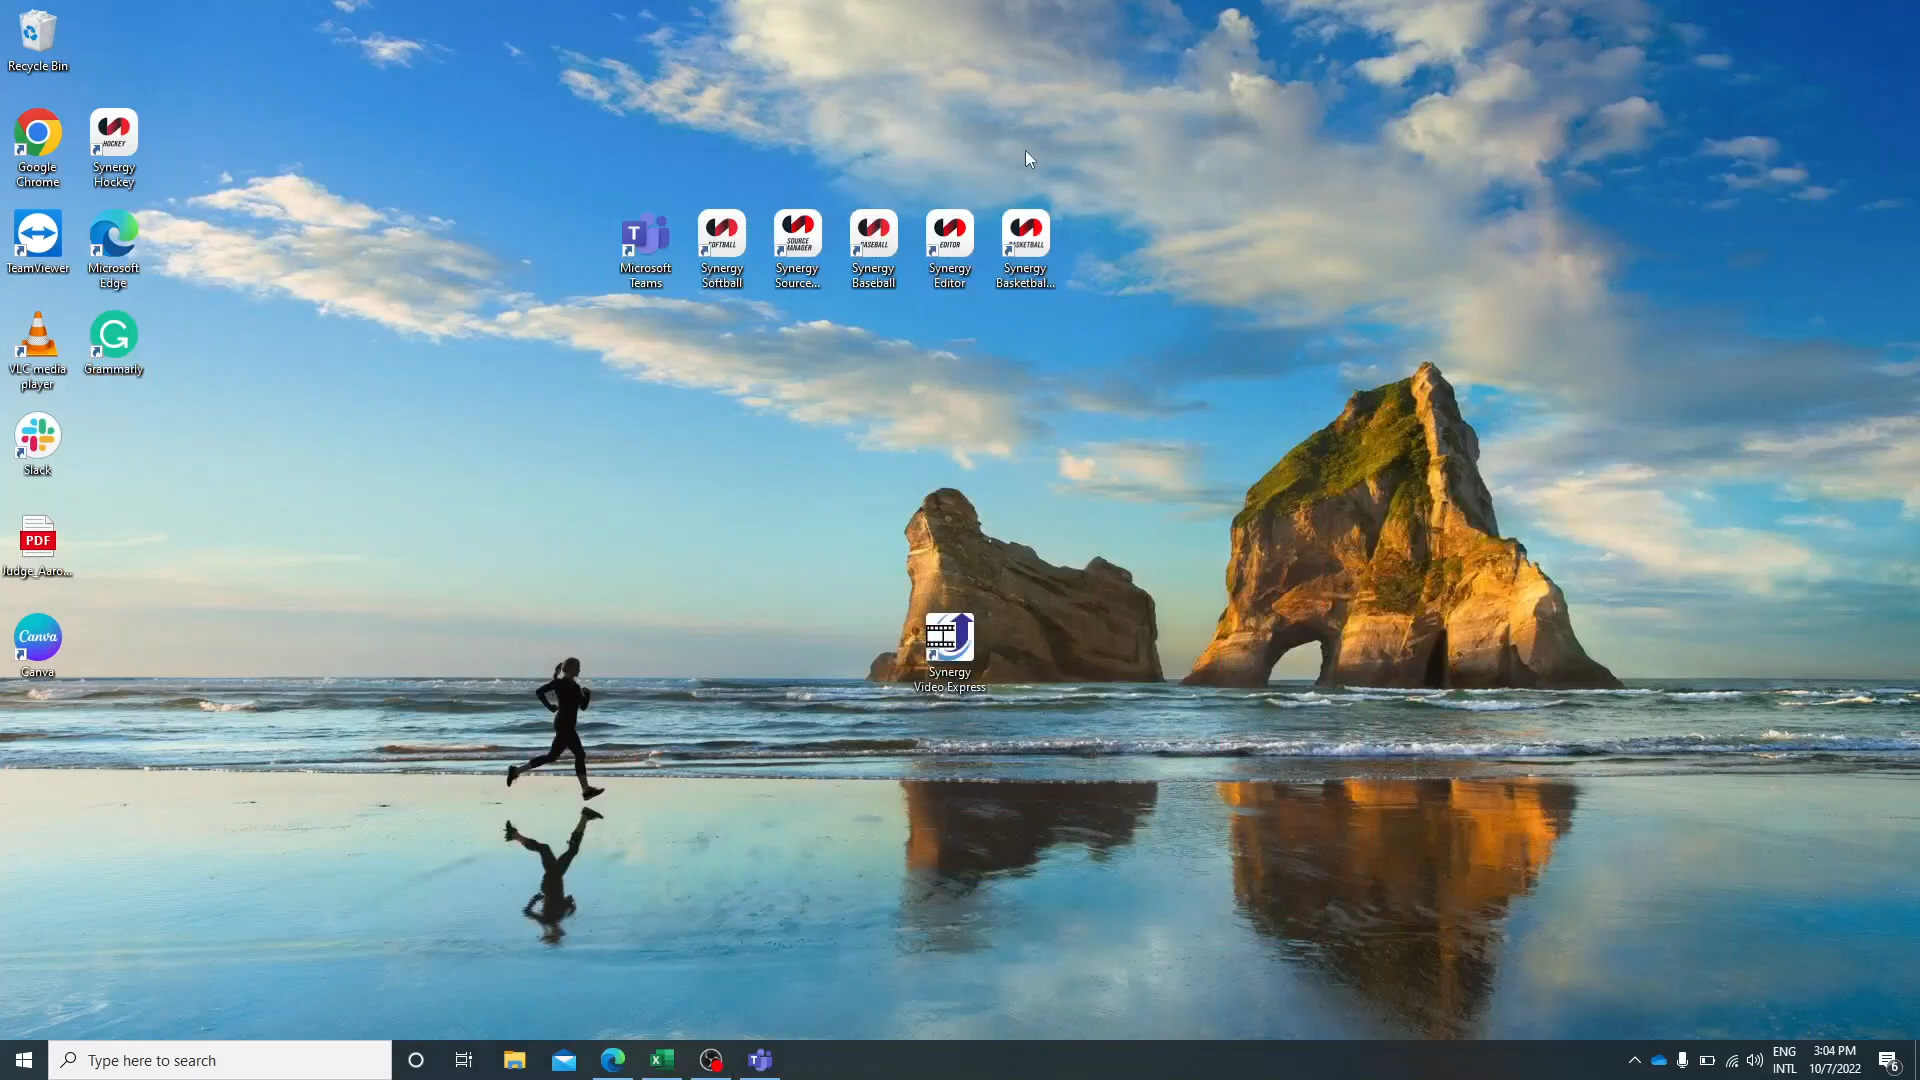 Recycle Bin
Google
Chrome
HOCKEY
Synergy
Hockey
TeamViewer
Microsoft
Edge
VLC media
player
Grammarly
Slack
PDF
Judge_Aaro...
Canva
Canva
T
Microsoft
Teams
SOFTBALL
Synergy
Softball
SOURCE
MANAGER
Synergy
Source...
BASEBALL
Synergy
Baseball
EDITOR
Synergy
Editor
BASKETBALL
Synergy
Basketbal...
Synergy
Video Express
Type here to search
ENG
INTL
3:04 PM
10/7/2022
6